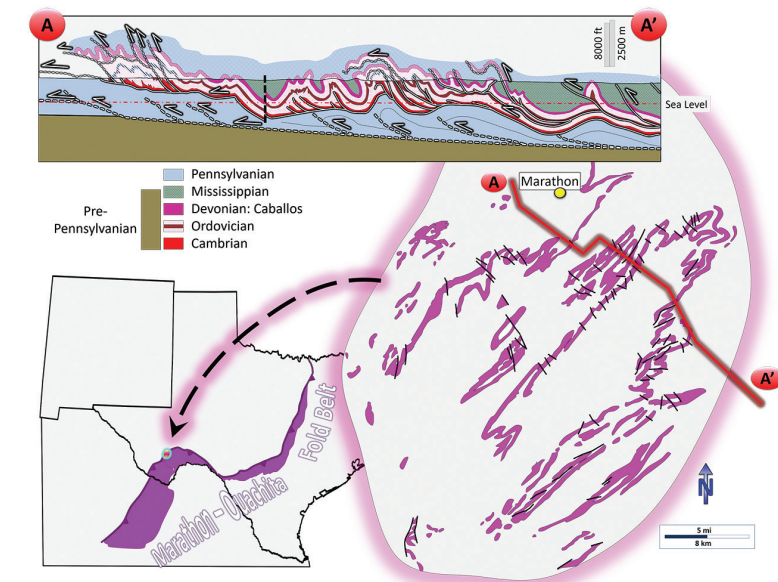 A
A'
8000 ft
2500 m
Sea Level
Pennsylvanian
Mississippian
Devonian: Caballos
Ordovician
Cambrian
Pre-
Pennsylvanian
A
Marathon
A'
Marathon - Ouachita
Fold Belt
N
5 mi
8 km